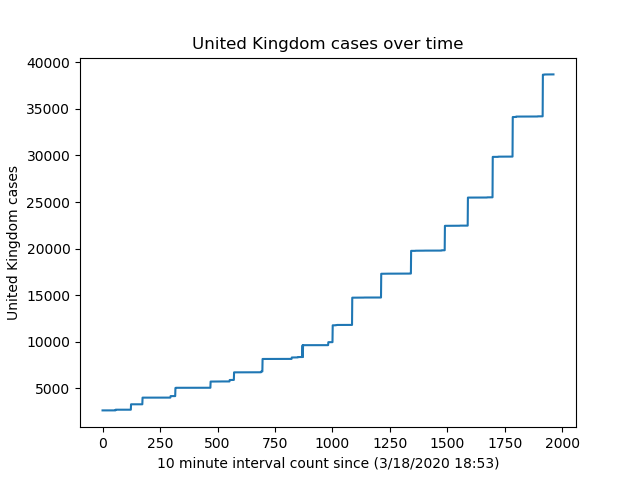 United Kingdom cases over time
40000
35000
30000
25000
20000
15000
10000
5000
United Kingdom cases
0 250 500 750 1000 1250 1500 1750 2000
10 minute interval count since (3/18/2020 18:53)